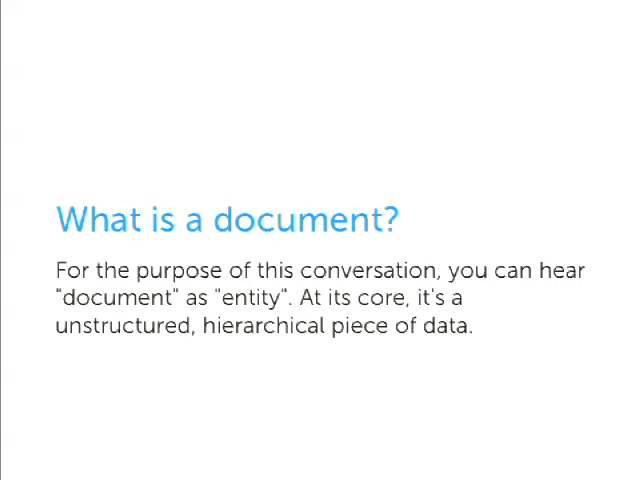 What is a document?
For the purpose of this conversation, you can hear
"document" as "entity". At its core, it's a
unstructured, hierarchical piece of data.